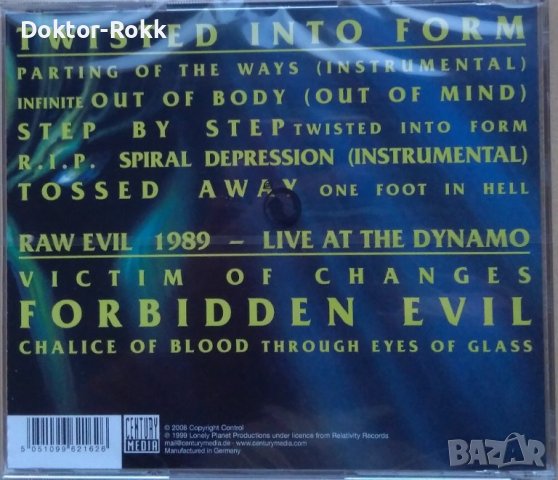 Doktor-Rokk
TWISTED INTO FORM
PARTING OF THE WAYS (INSTRUMENTAL)
INFINITE OUT OF BODY (OUT OF MIND)
STEP BY STEP TWISTED INTO FORM
R.I.P. SPIRAL DEPRESSION (INSTRUMENTAL)
TOSSED AWAY ONE FOOT IN HELL
RAW EVIL 1989 – LIVE AT THE DYNAMO
VICTIM OF CHANGES
FORBIDDEN EVIL
CHALICE OF BLOOD THROUGH EYES OF GLASS
5 051099 621626
CENTURY
MEDIA
© 2008 Copyright Control
℗ 1999 Lonely Planet Productions under licence from Relativity Records
mail@centurymedia.de · www.centurymedia.com
Manufactured in Germany
BAZAR